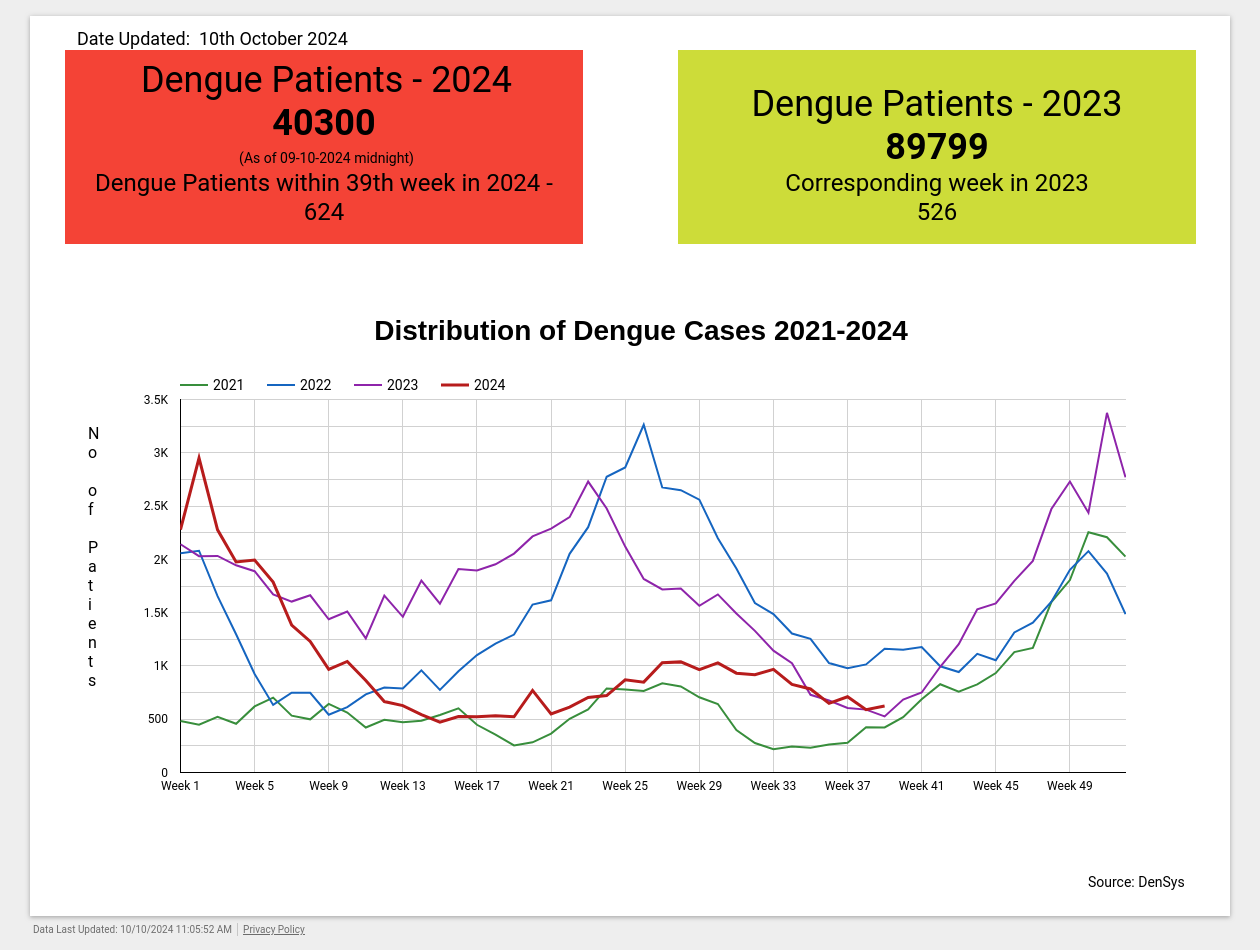 Date Updated:  10th October 2024
Dengue Patients - 2024
40300
(As of 09-10-2024 midnight)
Dengue Patients within 39th week in 2024 -
624
Dengue Patients - 2023
89799
Corresponding week in 2023
526
Distribution of Dengue Cases 2021-2024
2021 2022 2023 2024
No of Patients
3.5K
3K
2.5K
2K
1.5K
1K
500
0
Week 1 Week 5 Week 9 Week 13 Week 17 Week 21 Week 25 Week 29 Week 33 Week 37 Week 41 Week 45 Week 49
Source: DenSys
Data Last Updated: 10/10/2024 11:05:52 AM Privacy Policy